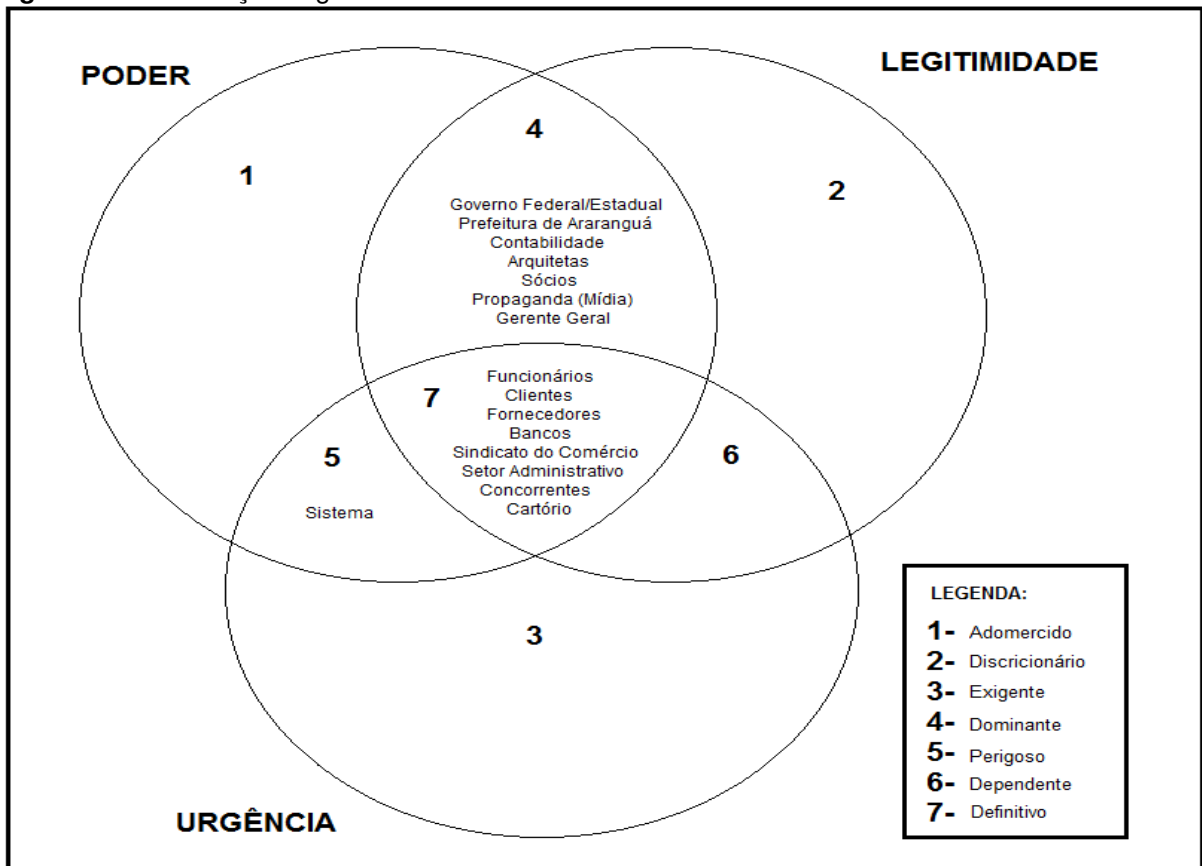 PODER
LEGITIMIDADE
4
1
2
Governo Federal/Estadual
Prefeitura de Araranguá
Contabilidade
Arquitetas
Sócios
Propaganda (Mídia)
Gerente Geral
7
Funcionários
Clientes
Fornecedores
Bancos
Sindicato do Comércio
Setor Administrativo
Concorrentes
Cartório
5
6
Sistema
3
URGÊNCIA
LEGENDA:
1- Adomercido
2- Discricionário
3- Exigente
4- Dominante
5- Perigoso
6- Dependente
7- Definitivo